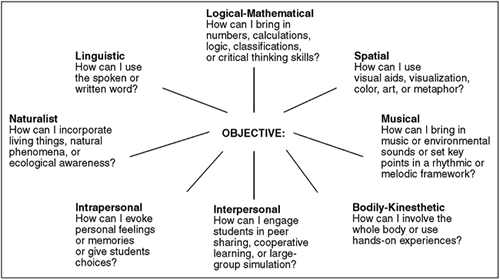 Logical-Mathematical
How can I bring in
numbers, calculations,
logic, classifications,
or critical thinking skills?
Linguistic
How can I use
the spoken or
written word?
Spatial
How can I use
visual aids, visualization,
color, art, or metaphor?
Naturalist
How can I incorporate
living things, natural
phenomena, or
ecological awareness?
OBJECTIVE:
Musical
How can I bring in
music or environmental
sounds or set key
points in a rhythmic or
melodic framework?
Intrapersonal
How can I evoke
personal feelings
or memories
or give students
choices?
Interpersonal
How can I engage
students in peer
sharing, cooperative
learning, or large-
group simulation?
Bodily-Kinesthetic
How can I involve the
whole body or use
hands-on experiences?